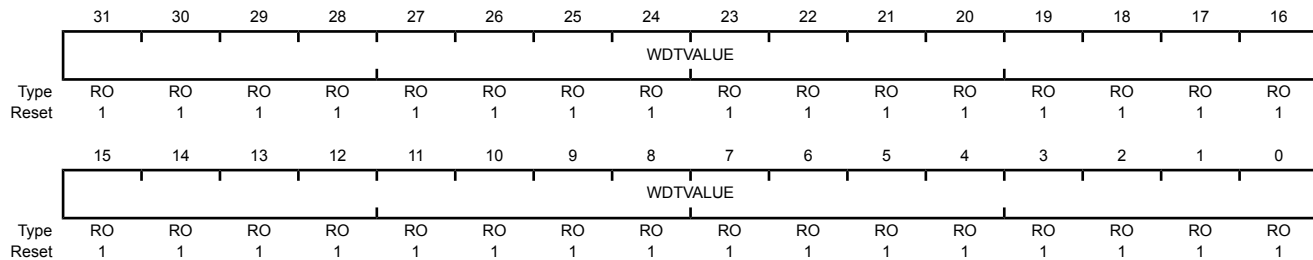 31 30 29 28 27 26 25 24 23 22 21 20 19 18 17 16
WDTVALUE
Type RO RO RO RO RO RO RO RO RO RO RO RO RO RO RO RO
Reset 1 1 1 1 1 1 1 1 1 1 1 1 1 1 1 1
15 14 13 12 11 10 9 8 7 6 5 4 3 2 1 0
WDTVALUE
Type RO RO RO RO RO RO RO RO RO RO RO RO RO RO RO RO
Reset 1 1 1 1 1 1 1 1 1 1 1 1 1 1 1 1